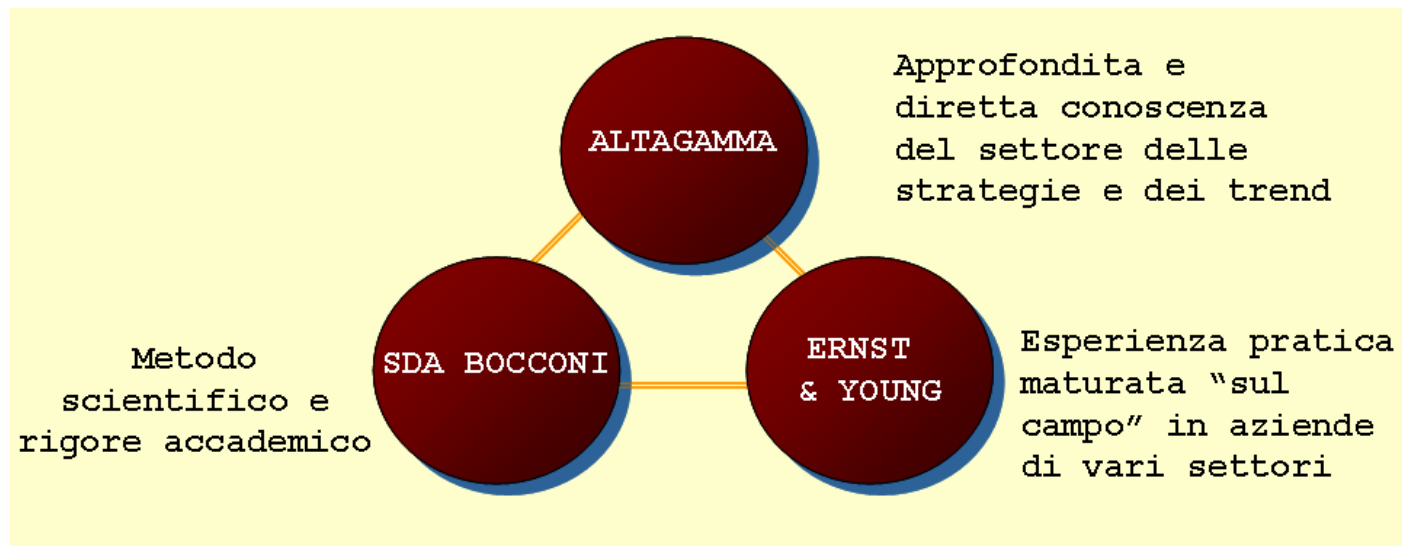 ALTAGAMMA
Approfondita e
diretta conoscenza
del settore delle
strategie e dei trend
SDA BOCCONI
Metodo
scientifico e
rigore accademico
ERNST
& YOUNG
Esperienza pratica
maturata “sul
campo” in aziende
di vari settori